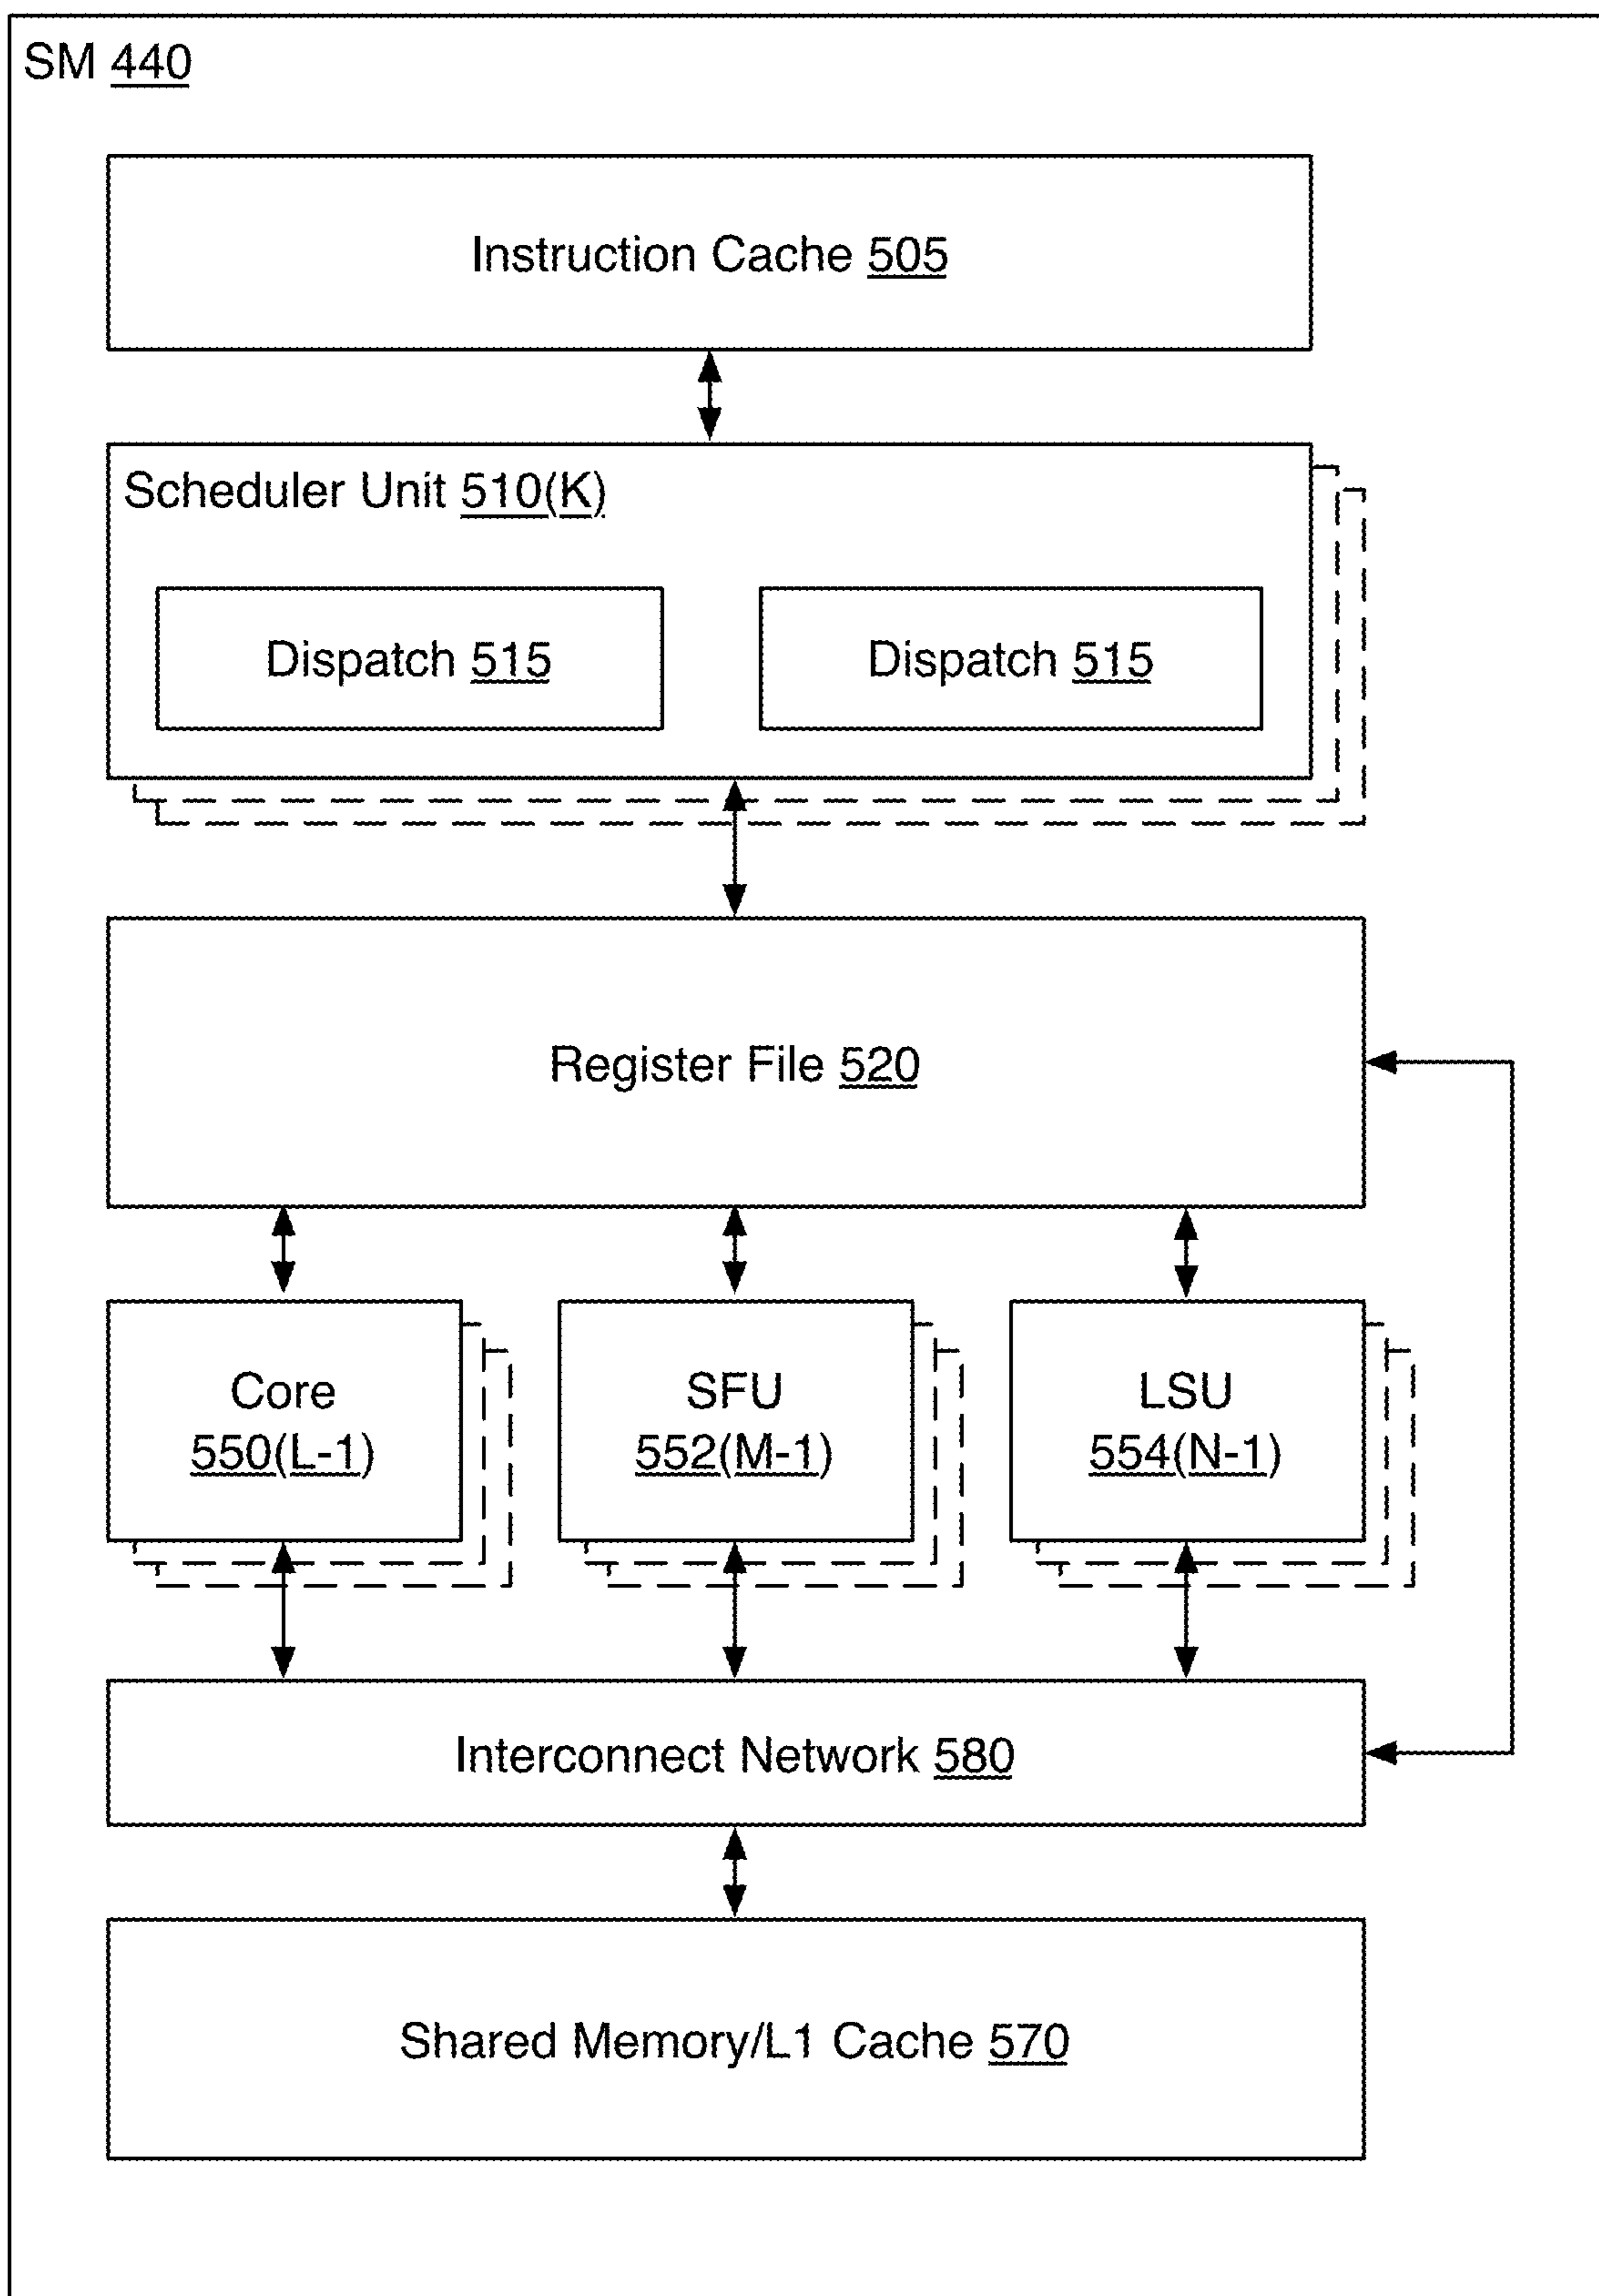 SM 440
Instruction Cache 505
Scheduler Unit 510(K)
Dispatch 515
Dispatch 515
Register File 520
Core
550(L-1)
SFU
552(M-1)
LSU
554(N-1)
Interconnect Network 580
Shared Memory/L1 Cache 570